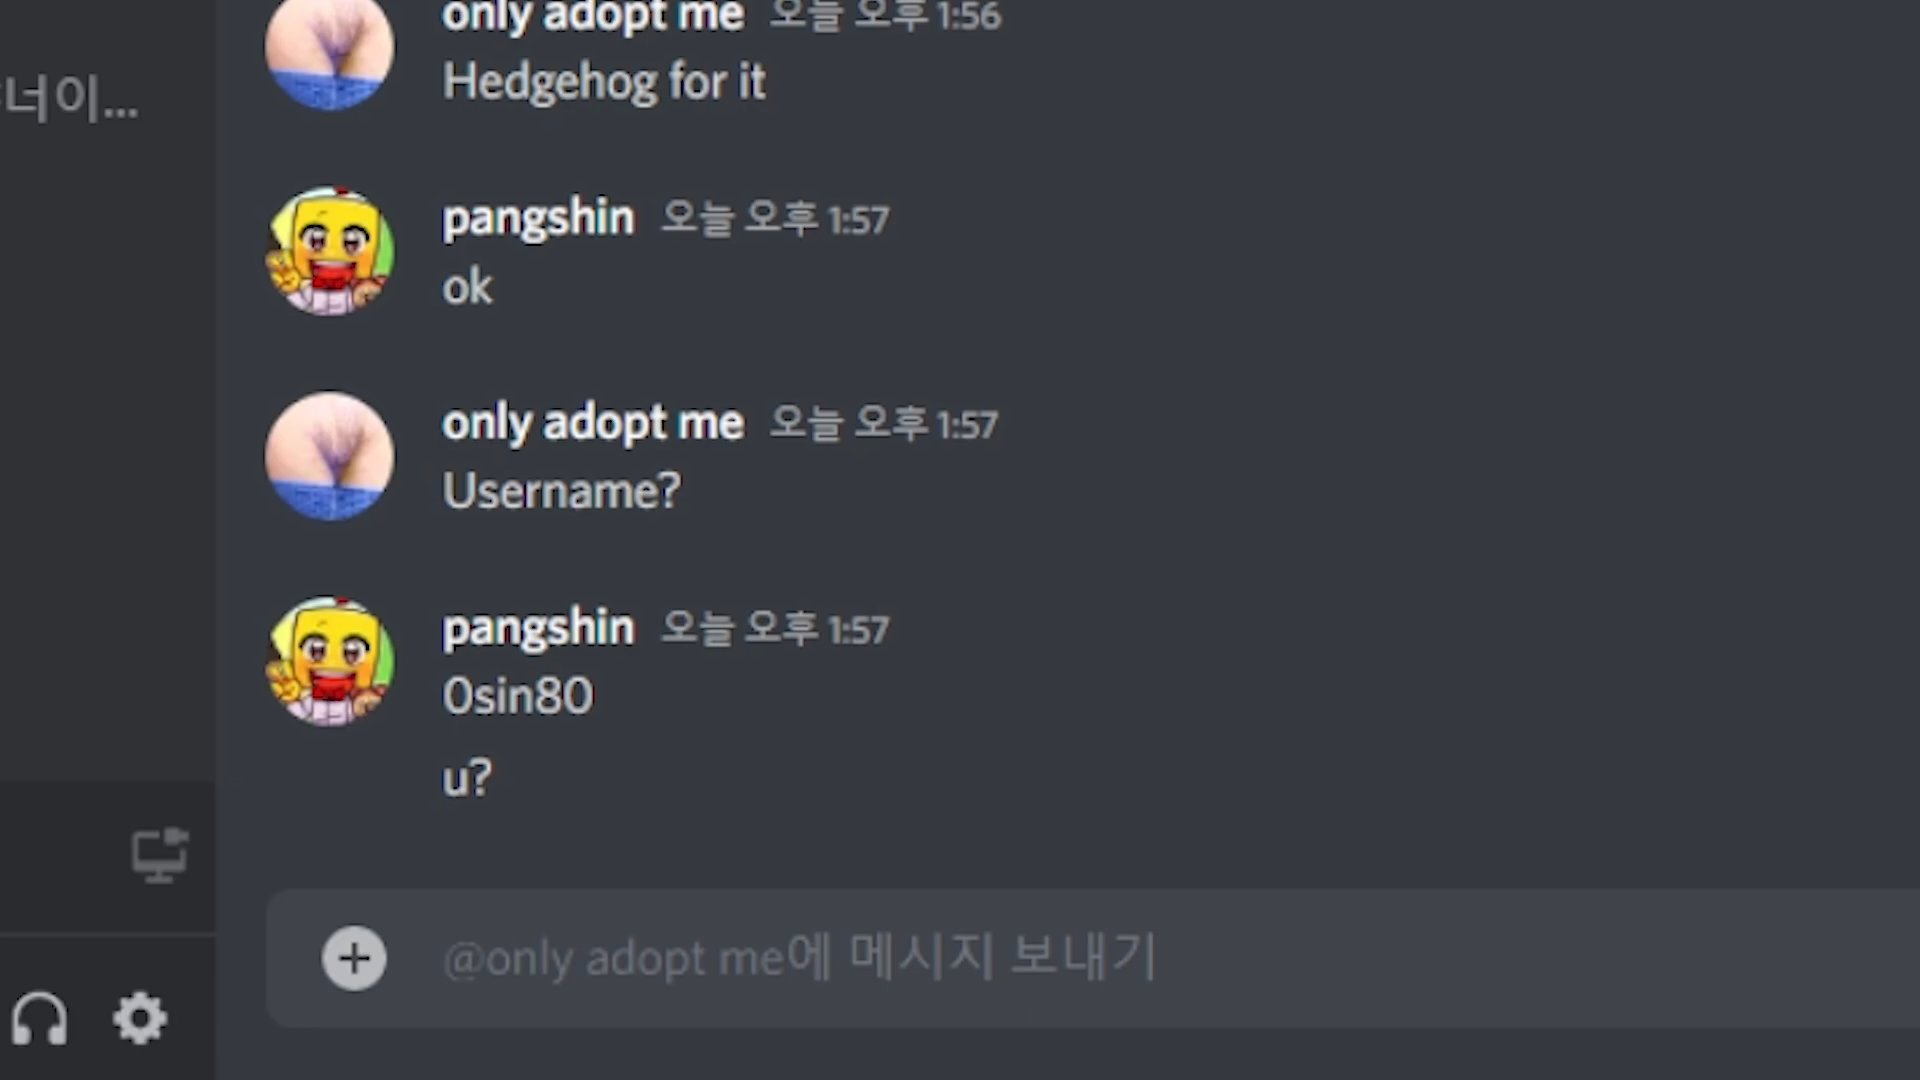 너이...
only adopt me 오늘 오후 1:56
Hedgehog for it
pangshin 오늘 오후 1:57
ok
only adopt me 오늘 오후 1:57
Username?
pangshin 오늘 오후 1:57
0sin80
u?
@only adopt me에 메시지 보내기